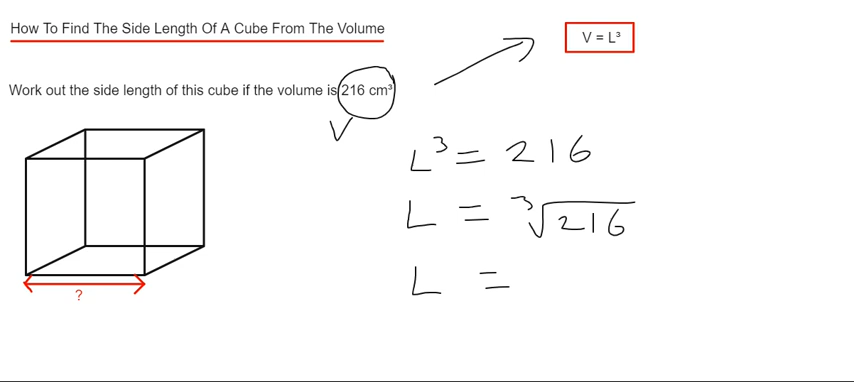 How To Find The Side Length Of A Cube From The Volume
V = L³
Work out the side length of this cube if the volume is 216 cm³
V
L³ = 216
L = ³√216
L =
?